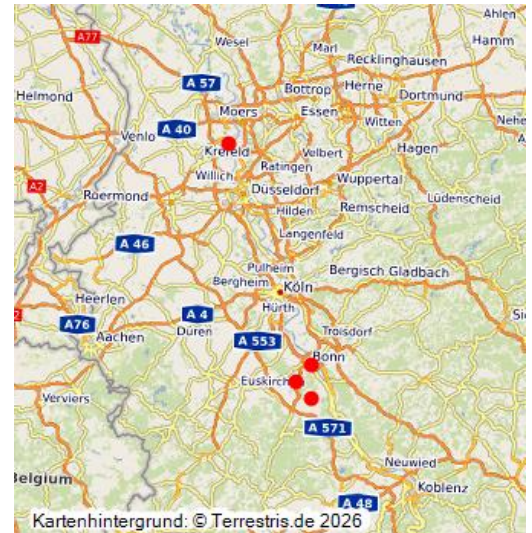 Ahlen
A77
Wesel
Marl
Hamm
Recklinghausen
A 57
Helmond
Bottrop
Herne
Dortmund
Moers
Essen
A 40
Witten
Venlo
Krefeld
Velbert
Hagen
Ratingen
A2
Willich
Wuppertal
Roermond
Düsseldorf
Lüdenscheid
Hilden
Remscheid
Langenfeld
A 46
Pulheim
Bergisch Gladbach
Bergheim
Köln
Heerlen
Hürth
A 4
A76
Düren
Troisdorf
Aachen
A 553
Bonn
Euskirch
Verviers
A 571
Neuwied
Belgium
Koblenz
A 48
Kartenhintergrund: © Terrestris.de 2026